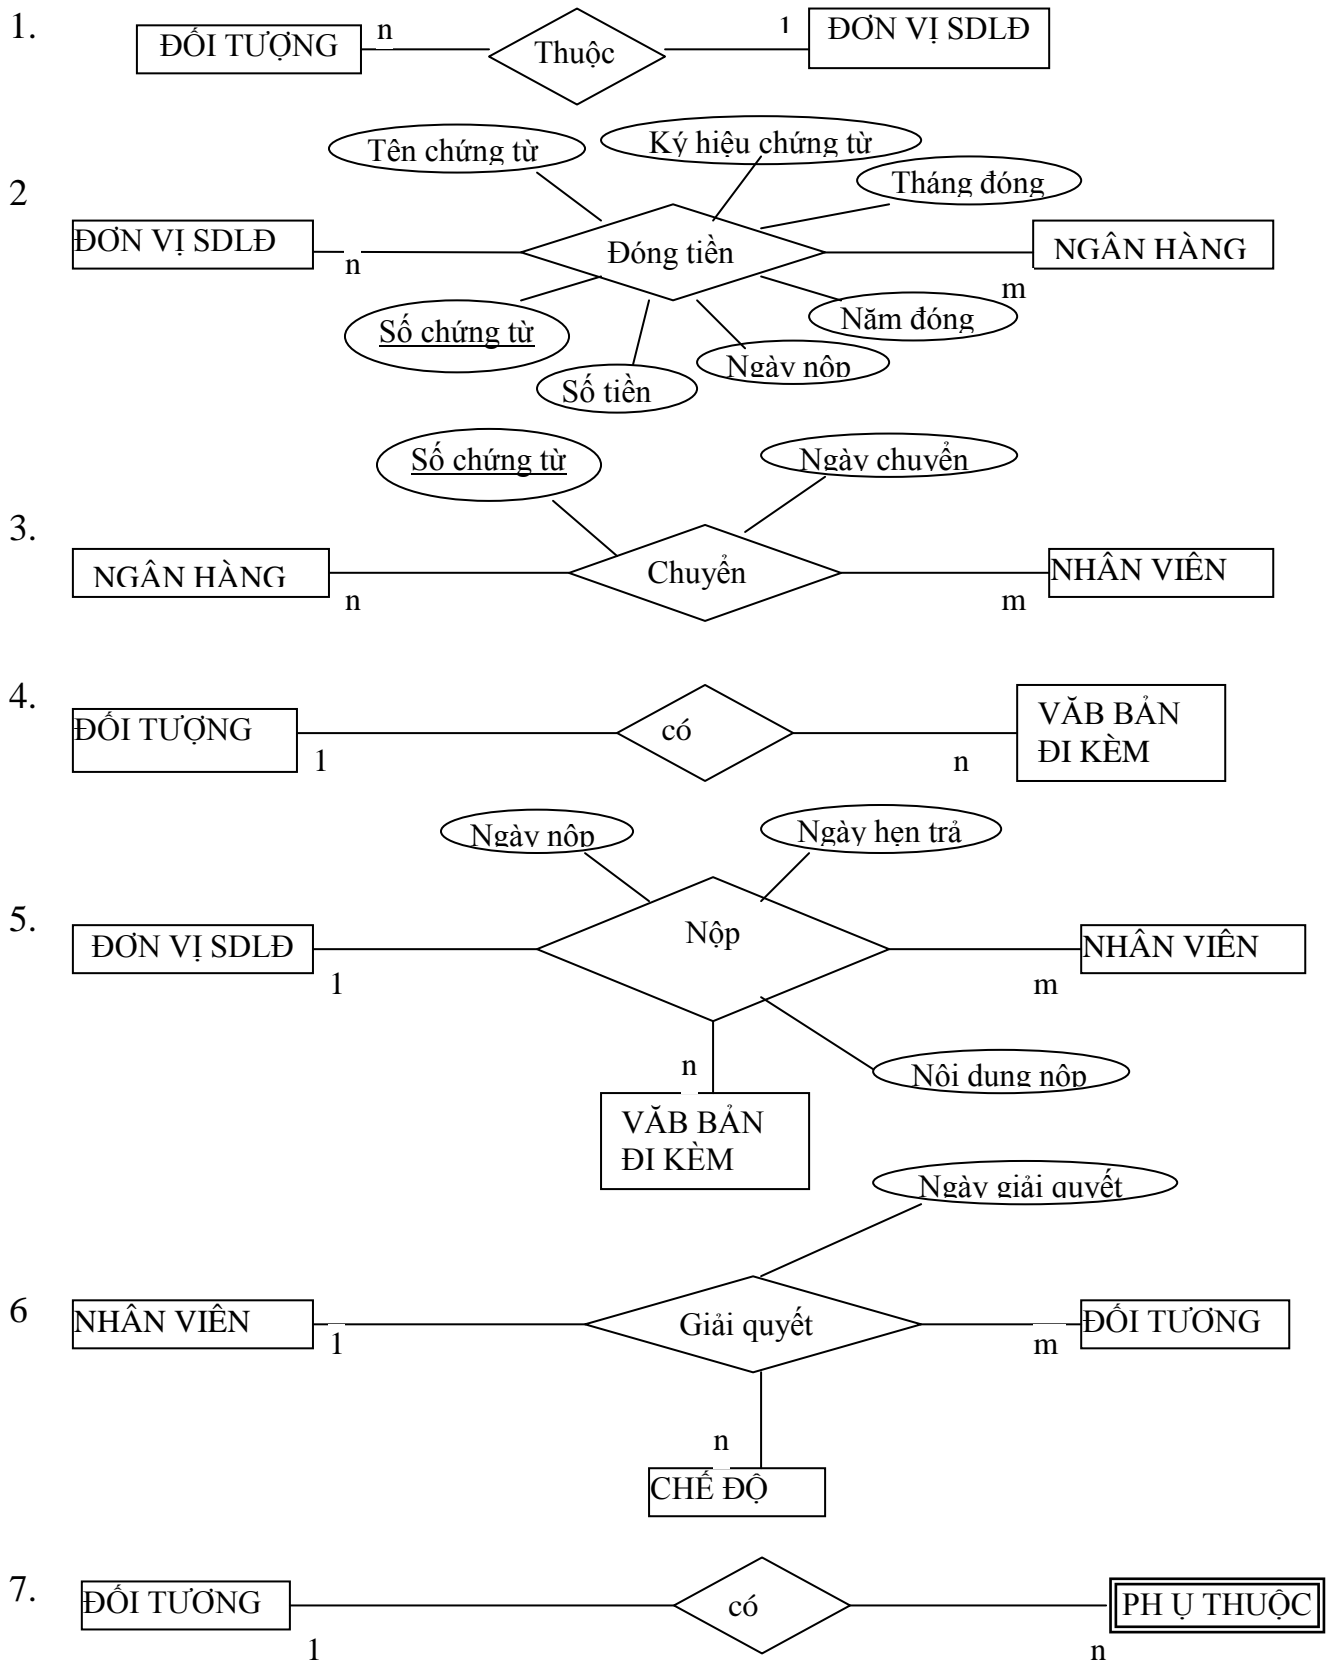 1.
ĐỐI TƯỢNG
n
Thuộc
1
ĐƠN VỊ SDLĐ
Tên chứng từ
Ký hiệu chứng từ
Tháng đóng
2
ĐƠN VỊ SDLĐ
n
Đóng tiền
NGÂN HÀNG
m
Số chứng từ
Số tiền
Ngày nộp
Năm đóng
Số chứng từ
Ngày chuyển
3.
NGÂN HÀNG
n
Chuyển
m
NHÂN VIÊN
4.
ĐỐI TƯỢNG
1
có
n
VĂB BẢN
ĐI KÈM
Ngày nộp
Ngày hẹn trả
5.
ĐƠN VỊ SDLĐ
1
Nộp
m
NHÂN VIÊN
n
Nội dung nộp
VĂB BẢN
ĐI KÈM
Ngày giải quyết
6
NHÂN VIÊN
1
Giải quyết
m
ĐỐI TƯƠNG
n
CHẾ ĐỘ
7.
ĐỐI TƯƠNG
1
có
n
PH Ụ THUỘC